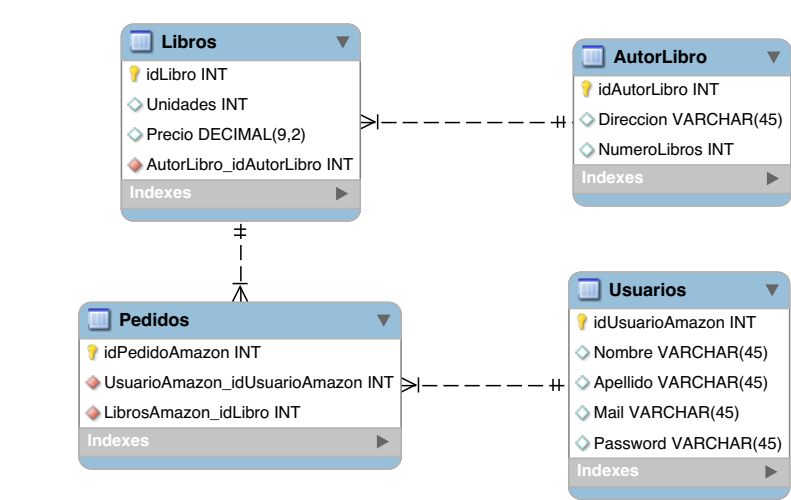 Libros
idLibro INT
Unidades INT
Precio DECIMAL(9,2)
AutorLibro_idAutorLibro INT
Indexes
AutorLibro
idAutorLibro INT
Direccion VARCHAR(45)
NumeroLibros INT
Indexes
Pedidos
idPedidoAmazon INT
UsuarioAmazon_idUsuarioAmazon INT
LibrosAmazon_idLibro INT
Indexes
Usuarios
idUsuarioAmazon INT
Nombre VARCHAR(45)
Apellido VARCHAR(45)
Mail VARCHAR(45)
Password VARCHAR(45)
Indexes